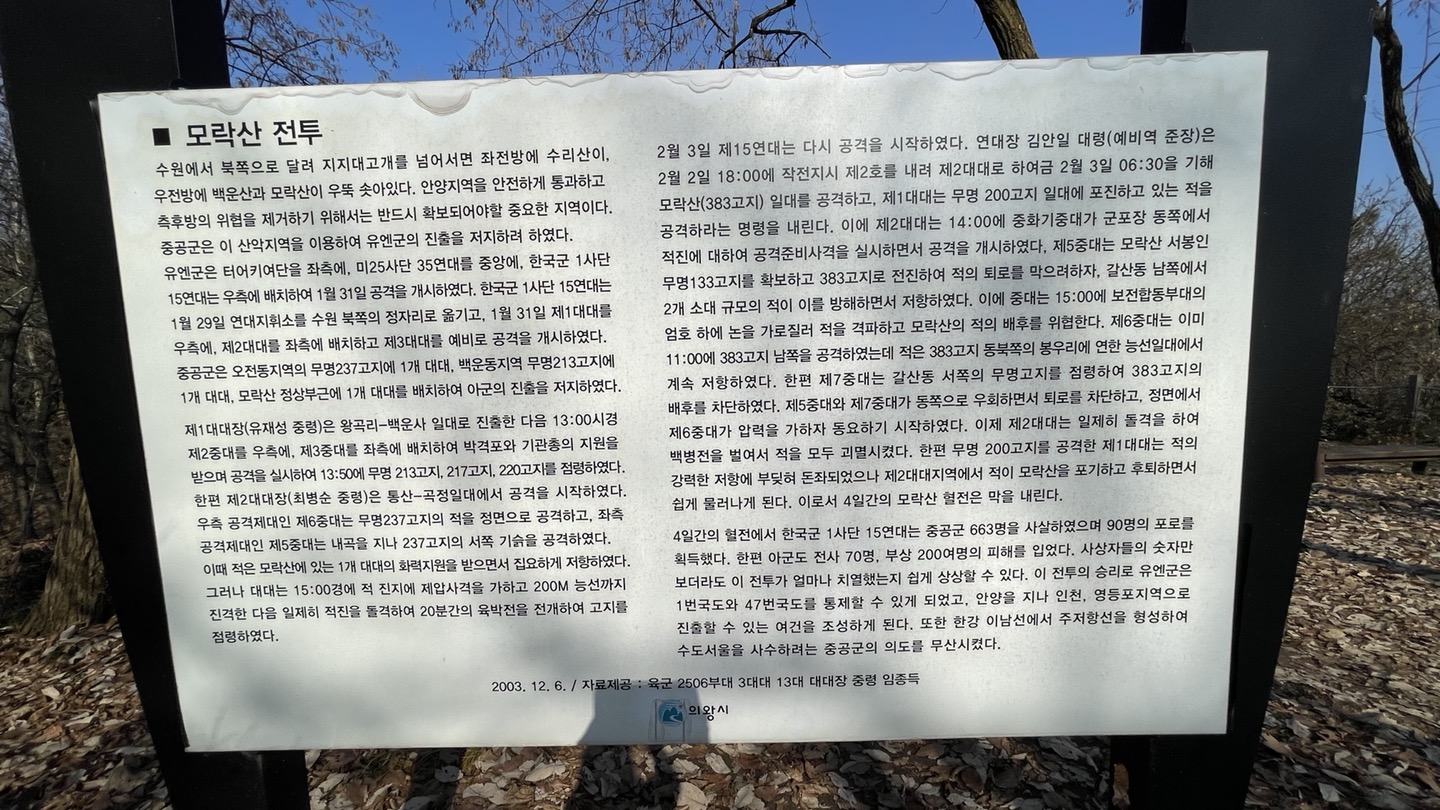 ■ 모락산 전투
수원에서 북쪽으로 달려 지지대고개를 넘어서면 좌전방에 수리산이,
우전방에 백운산과 모락산이 우뚝 솟아있다. 안양지역을 안전하게 통과하고
측후방의 위협을 제거하기 위해서는 반드시 확보되어야할 중요한 지역이다.
중공군은 이 산악지역을 이용하여 유엔군의 진출을 저지하려 하였다.
유엔군은 터어키여단을 좌측에, 미25사단 35연대를 중앙에, 한국군 1사단
15연대는 우측에 배치하여 1월 31일 공격을 개시하였다. 한국군 1사단 15연대는
1월 29일 연대지휘소를 수원 북쪽의 정자리로 옮기고, 1월 31일 제1대대를
우측에, 제2대대를 좌측에 배치하고 제3대대를 예비로 공격을 개시하였다.
중공군은 오전동지역의 무명237고지에 1개 대대, 백운동지역 무명213고지에
1개 대대, 모락산 정상부근에 1개 대대를 배치하여 아군의 진출을 저지하였다.
제1대대장(유재성 중령)은 왕곡리-백운사 일대로 진출한 다음 13:00시경
제2중대를 우측에, 제3중대를 좌측에 배치하여 박격포와 기관총의 지원을
받으며 공격을 실시하여 13:50에 무명 213고지, 217고지, 220고지를 점령하였다.
한편 제2대대장(최병순 중령)은 통산-곡정일대에서 공격을 시작하였다.
우측 공격제대인 제6중대는 무명237고지의 적을 정면으로 공격하고, 좌측
공격제대인 제5중대는 내곡을 지나 237고지의 서쪽 기슭을 공격하였다.
이때 적은 모락산에 있는 1개 대대의 화력지원을 받으면서 집요하게 저항하였다.
그러나 대대는 15:00경에 적 진지에 제압사격을 가하고 200M 능선까지
진격한 다음 일제히 적진을 돌격하여 20분간의 육박전을 전개하여 고지를
점령하였다.
2월 3일 제15연대는 다시 공격을 시작하였다. 연대장 김안일 대령(예비역 준장)은
2월 2일 18:00에 작전지시 제2호를 내려 제2대대로 하여금 2월 3일 06:30을 기해
모락산(383고지) 일대를 공격하고, 제1대대는 무명 200고지 일대에 포진하고 있는 적을
공격하라는 명령을 내린다. 이에 제2대대는 14:00에 중화기중대가 군포장 동쪽에서
적진에 대하여 공격준비사격을 실시하면서 공격을 개시하였다. 제5중대는 모락산 서봉인
무명133고지를 확보하고 383고지로 전진하여 적의 퇴로를 막으려하자, 갈산동 남쪽에서
2개 소대 규모의 적이 이를 방해하면서 저항하였다. 이에 중대는 15:00에 보전합동부대의
엄호 하에 논을 가로질러 적을 격파하고 모락산의 적의 배후를 위협한다. 제6중대는 이미
11:00에 383고지 남쪽을 공격하였는데 적은 383고지 동북쪽의 봉우리에 연한 능선일대에서
계속 저항하였다. 한편 제7중대는 갈산동 서쪽의 무명고지를 점령하여 383고지의
배후를 차단하였다. 제5중대와 제7중대가 동쪽으로 우회하면서 퇴로를 차단하고, 정면에서
제6중대가 압력을 가하자 동요하기 시작하였다. 이제 제2대대는 일제히 돌격을 하여
백병전을 벌여서 적을 모두 괴멸시켰다. 한편 무명 200고지를 공격한 제1대대는 적의
강력한 저항에 부딪혀 돈좌되었으나 제2대대지역에서 적이 모락산을 포기하고 후퇴하면서
쉽게 물러나게 된다. 이로서 4일간의 모락산 혈전은 막을 내린다.
4일간의 혈전에서 한국군 1사단 15연대는 중공군 663명을 사살하였으며 90명의 포로를
획득했다. 한편 아군도 전사 70명, 부상 200여명의 피해를 입었다. 사상자들의 숫자만
보더라도 이 전투가 얼마나 치열했는지 쉽게 상상할 수 있다. 이 전투의 승리로 유엔군은
1번국도와 47번국도를 통제할 수 있게 되었고, 안양을 지나 인천, 영등포지역으로
진출할 수 있는 여건을 조성하게 된다. 또한 한강 이남선에서 주저항선을 형성하여
수도서울을 사수하려는 중공군의 의도를 무산시켰다.
2003. 12. 6. / 자료제공 : 육군 2506부대 3대대 13대 대대장 중령 임종득
의왕시